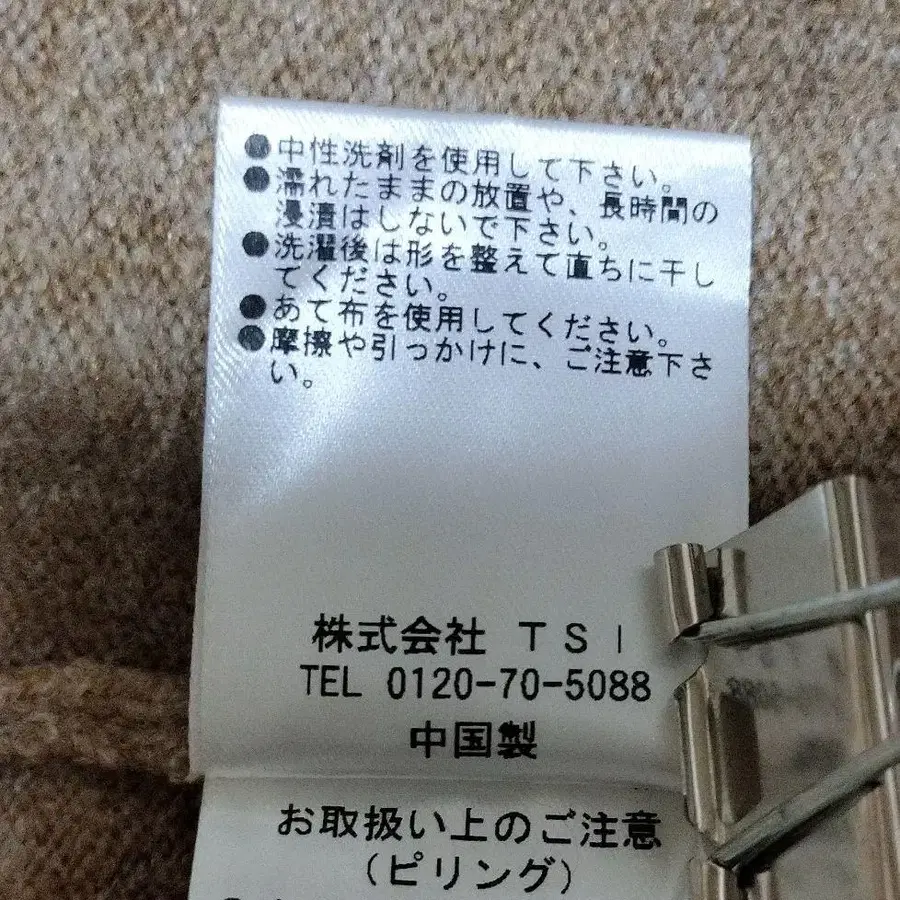 ●中性洗剤を使用して下さい。
●濡れたままの放置や、長時間の
浸漬はしないで下さい。
●洗濯後は形を整えて直ちに干し
てください。
●あて布を使用してください。
●摩擦や引っかけに、ご注意下さ
い。
株式会社 TSI
TEL 0120-70-5088
中国製
お取扱い上のご注意
(ピリング)